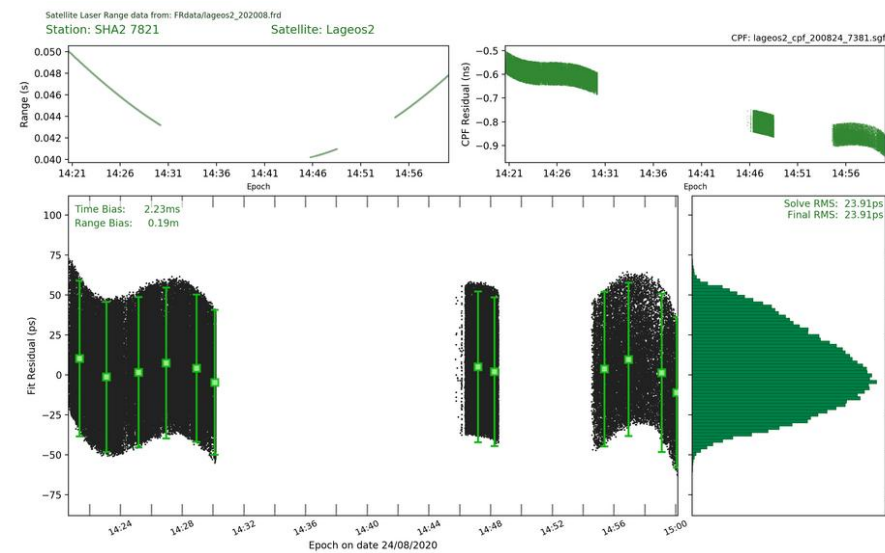 Satellite Laser Range data from: FRdata/lageos2_202008.frd
Station: SHA2 7821 Satellite: Lageos2
CPF: lageos2_cpf_200824_7381.sgf
Range (s)
0.050
0.048
0.046
0.044
0.042
0.040
14:21 14:26 14:31 14:36 14:41 14:46 14:51 14:56
Epoch
CPF Residual (ns)
−0.5
−0.6
−0.7
−0.8
−0.9
14:21 14:26 14:31 14:36 14:41 14:46 14:51 14:56
Epoch
Time Bias: 2.23ms
Range Bias: 0.19m
Fit Residual (ps)
100
75
50
25
0
−25
−50
−75
14:24 14:28 14:32 14:36 14:40 14:44 14:48 14:52 14:56 15:00
Epoch on date 24/08/2020
Solve RMS: 23.91ps
Final RMS: 23.91ps